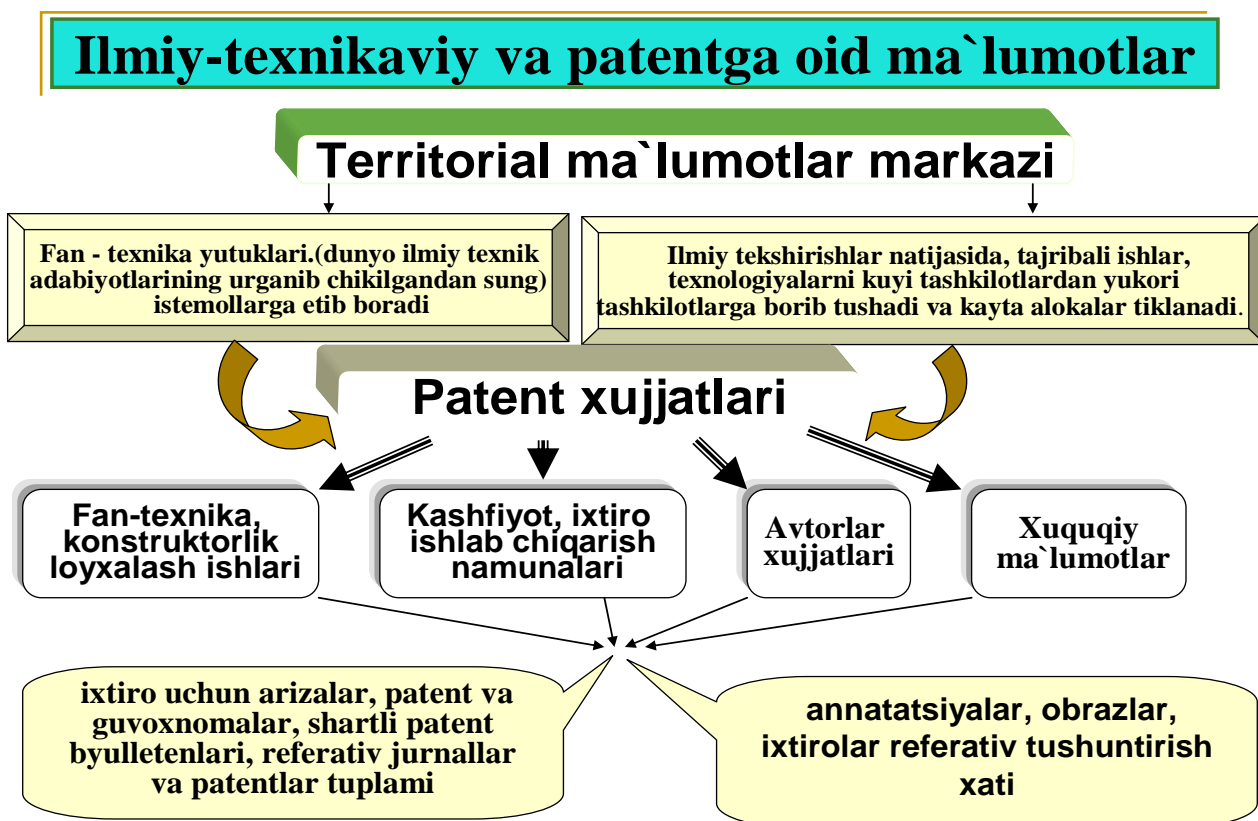 Ilmiy-texnikaviy va patentga oid ma`lumotlar
Territorial ma`lumotlar markazi
Fan - texnika yutuklari.(dunyo ilmiy texnik
adabiyotlarining urganib chikilgandan sung)
istemollarga etib boradi
Ilmiy tekshirishlar natijasida, tajribali ishlar,
texnologiyalarni kuyi tashkilotlardan yukori
tashkilotlarga borib tushadi va kayta alokalar tiklanadi.
Patent xujjatlari
Fan-texnika,
konstruktorlik
loyxalash ishlari
Kashfiyot, ixtiro
ishlab chiqarish
namunalari
Avtorlar
xujjatlari
Xuquqiy
ma`lumotlar
ixtiro uchun arizalar, patent va
guvoxnomalar, shartli patent
byulletenlari, referativ jurnallar
va patentlar tuplami
annatatsiyalar, obrazlar,
ixtirolar referativ tushuntirish
xati